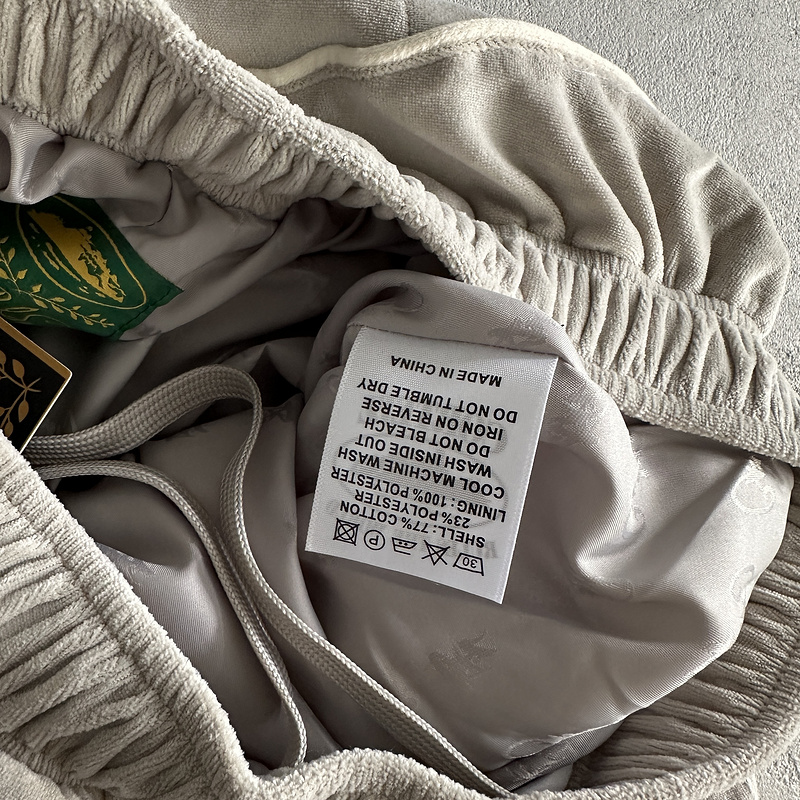 30 P
SHELL: 77% COTTON
23% POLYESTER
LINING: 100% POLYESTER
COOL MACHINE WASH
WASH INSIDE OUT
DO NOT BLEACH
IRON ON REVERSE
DO NOT TUMBLE DRY
MADE IN CHINA